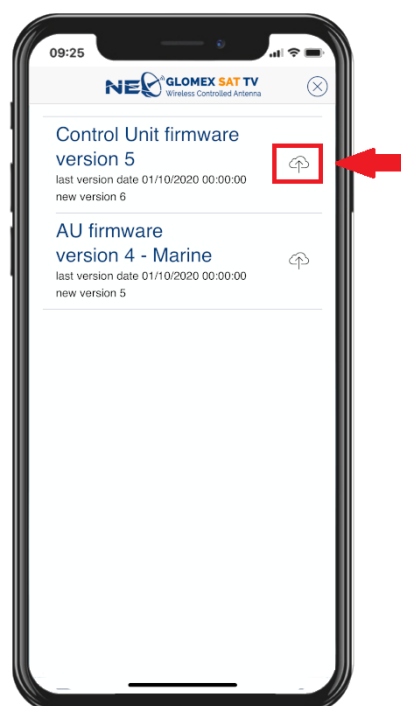 09:25
NEO GLOMEX SAT TV
Wireless Controlled Antenna
Control Unit firmware
version 5
last version date 01/10/2020 00:00:00
new version 6
AU firmware
version 4 - Marine
last version date 01/10/2020 00:00:00
new version 5